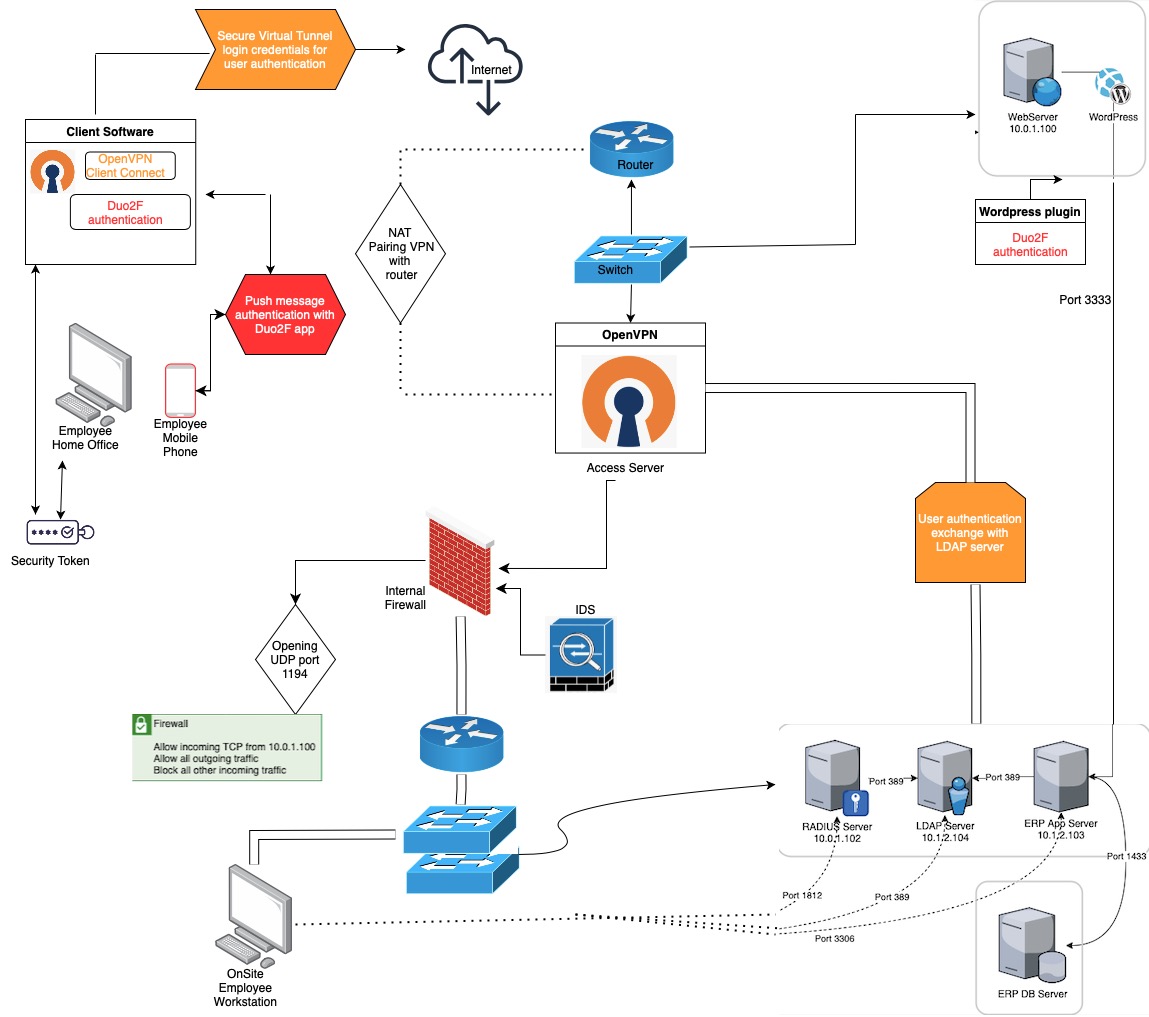 Secure Virtual Tunnel
login credentials for
user authentication
Internet
Client Software
OpenVPN
Client Connect
Duo2F
authentication
Router
WebServer
10.0.1.100
WordPress
Wordpress plugin
Duo2F
authentication
NAT
Pairing VPN
with
router
Switch
Port 3333
Push message
authentication with
Duo2F app
OpenVPN
Access Server
Employee
Home Office
Employee
Mobile
Phone
Security Token
****
User authentication
exchange with
LDAP server
Internal
Firewall
IDS
Opening
UDP port
1194
Firewall
Allow incoming TCP from 10.0.1.100
Allow all outgoing traffic
Block all other incoming traffic
Port 389
Port 389
RADIUS Server
10.0.1.102
LDAP Server
10.1.2.104
ERP App Server
10.1.2.103
Port 1433
Port 1812
Port 389
Port 3306
OnSite
Employee
Workstation
ERP DB Server